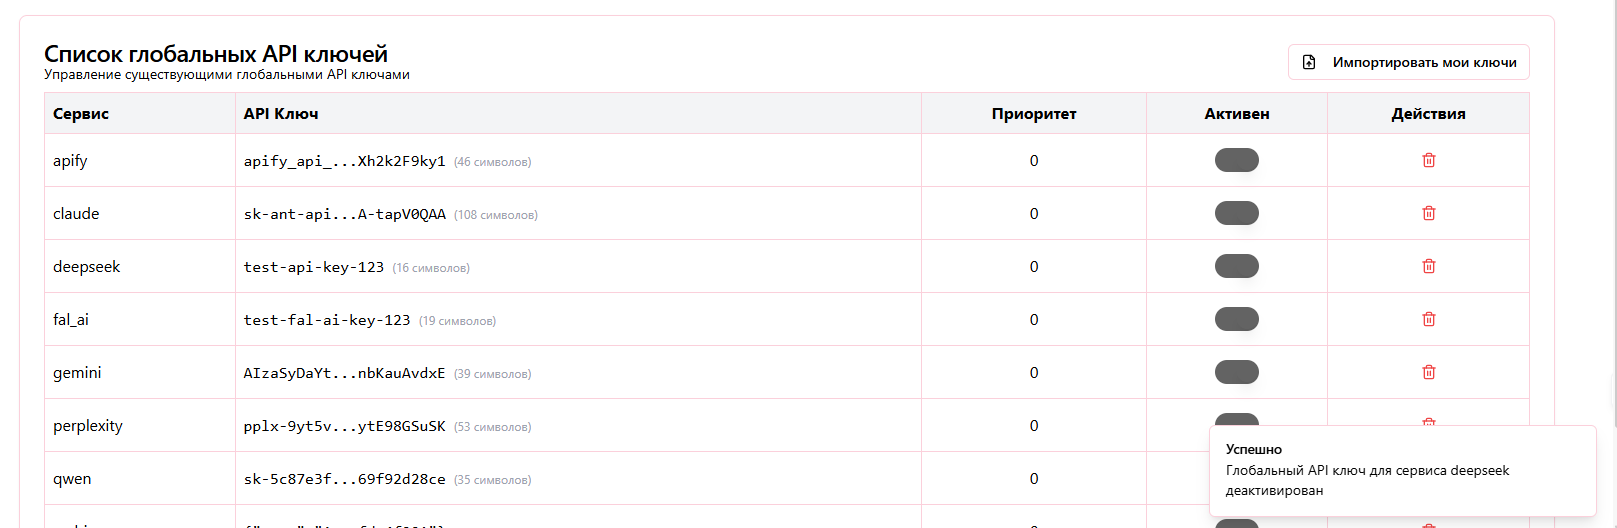 Список глобальных API ключей
Управление существующими глобальными API ключами
Импортировать мои ключи
Сервис API Ключ Приоритет Активен Действия
apify apify_api_...Xh2k2F9ky1 (46 символов) 0
claude sk-ant-api...A-tapV0QAA (108 символов) 0
deepseek test-api-key-123 (16 символов) 0
fal_ai test-fal-ai-key-123 (19 символов) 0
gemini AIzaSyDaYt...nbKauAvdxE (39 символов) 0
perplexity pplx-9yt5v...ytE98GSuSK (53 символов) 0
qwen sk-5c87e3f...69f92d28ce (35 символов) 0
Успешно
Глобальный API ключ для сервиса deepseek
деактивирован